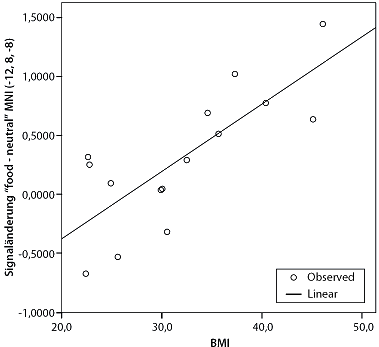 Signaländerung "food - neutral" MNI (-12, 8, -8)
1,5000
1,0000
0,5000
0,0000
-0,5000
-1,0000
20,0 30,0 40,0 50,0
BMI
Observed
Linear